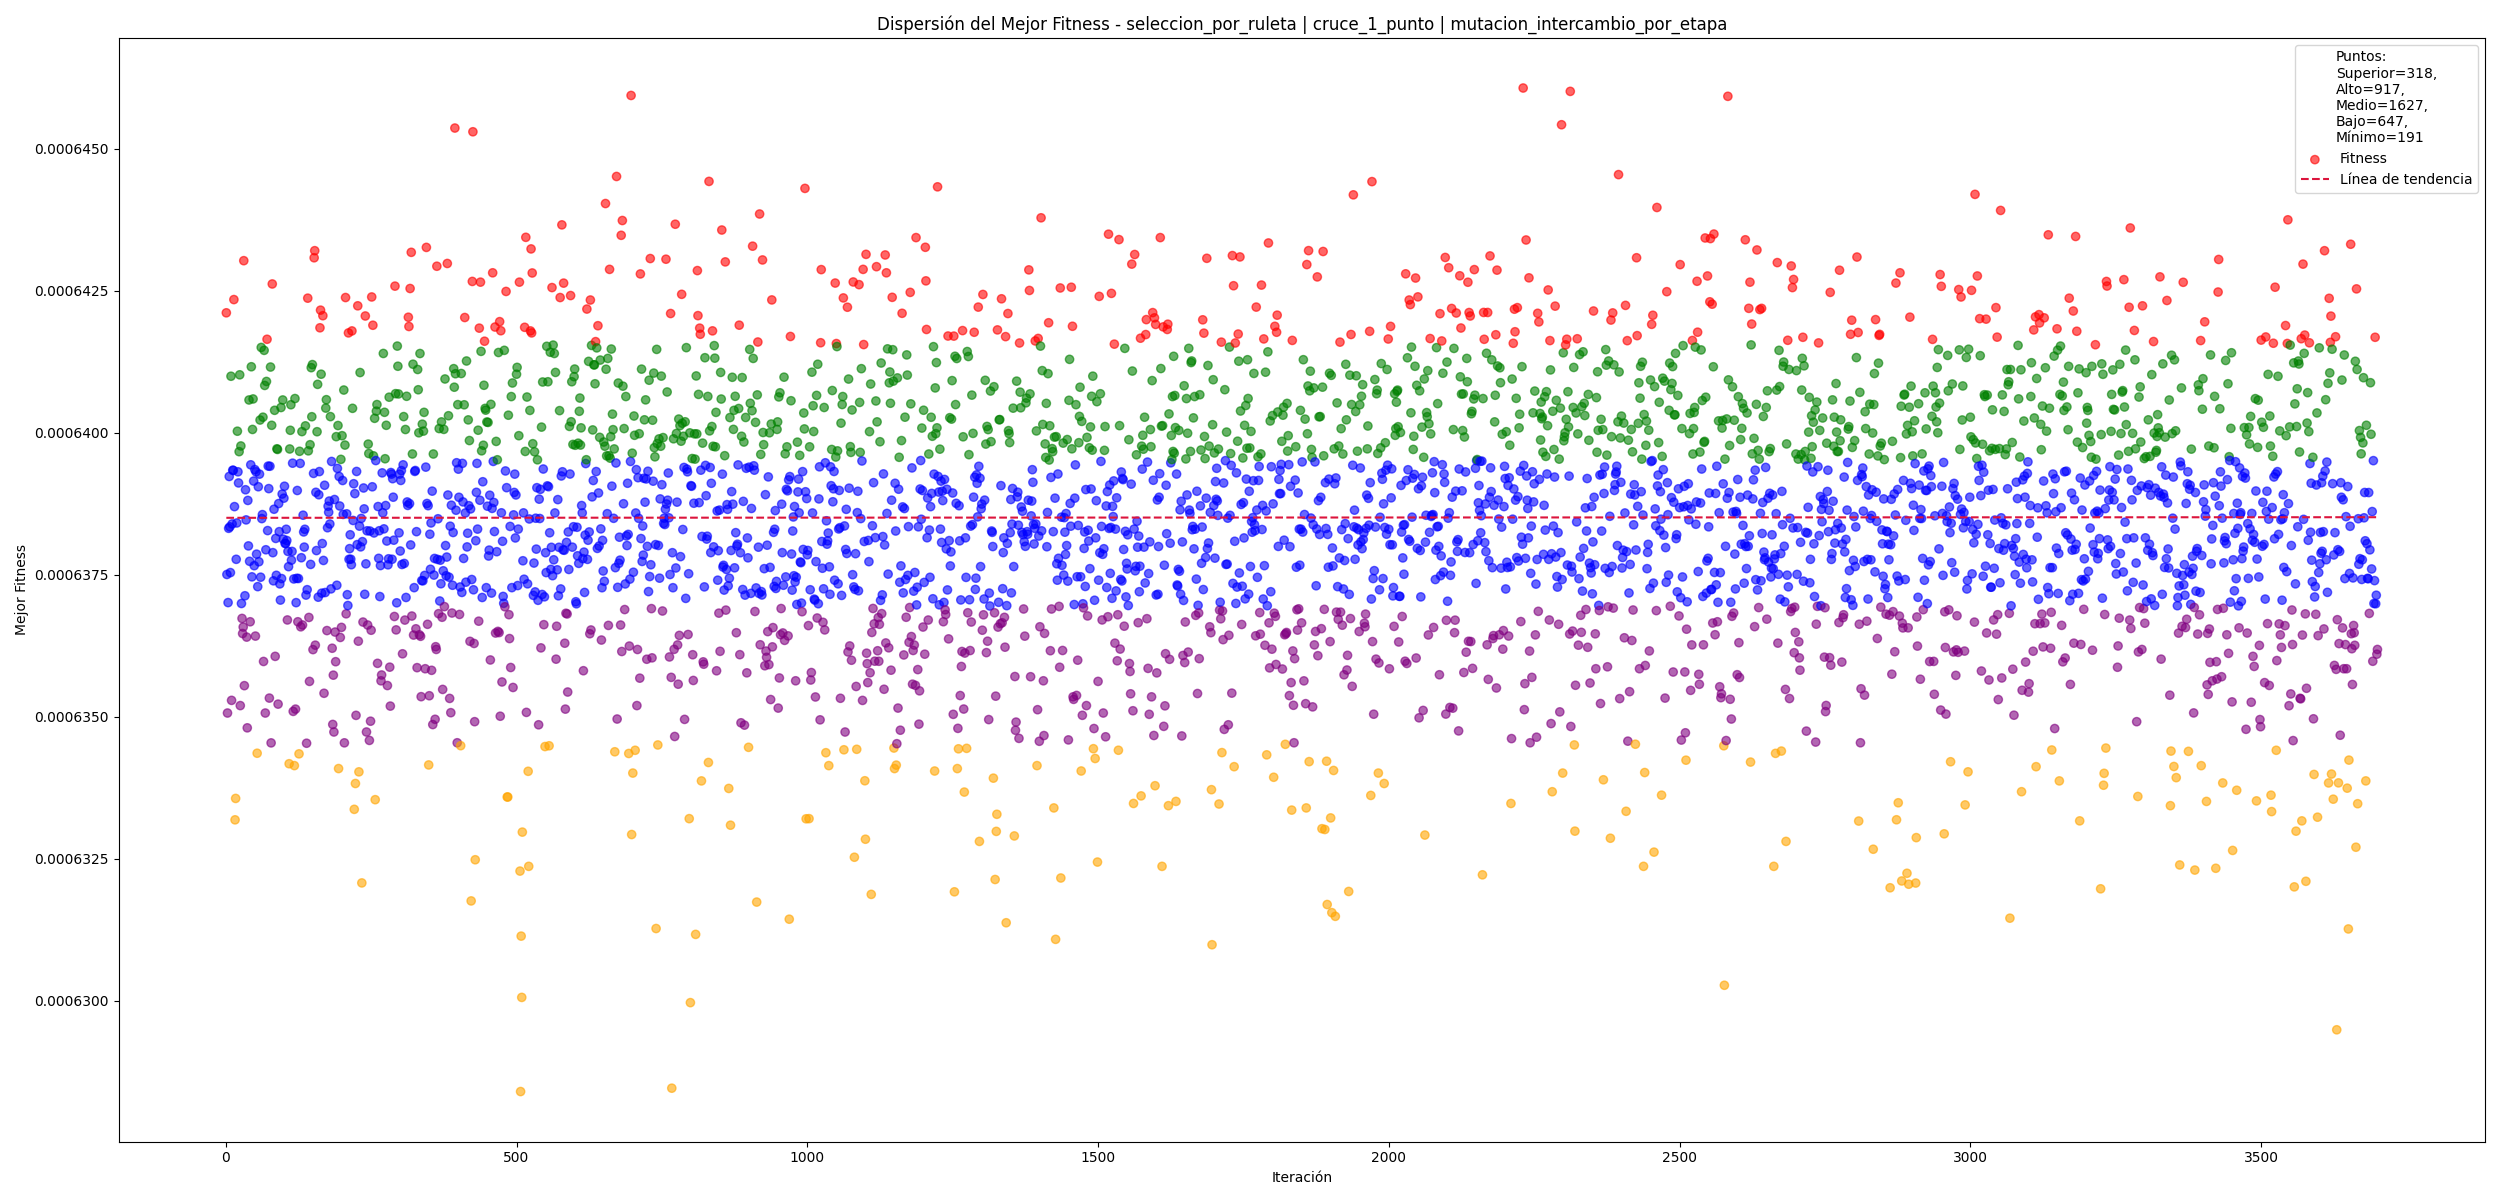 Dispersión del Mejor Fitness - seleccion_por_ruleta | cruce_1_punto | mutacion_intercambio_por_etapa
Puntos:
Superior=318,
Alto=917,
Medio=1627,
Bajo=647,
Mínimo=191
Fitness
Línea de tendencia
Mejor Fitness
0.0006450
0.0006425
0.0006400
0.0006375
0.0006350
0.0006325
0.0006300
0
500
1000
1500
2000
2500
3000
3500
Iteración